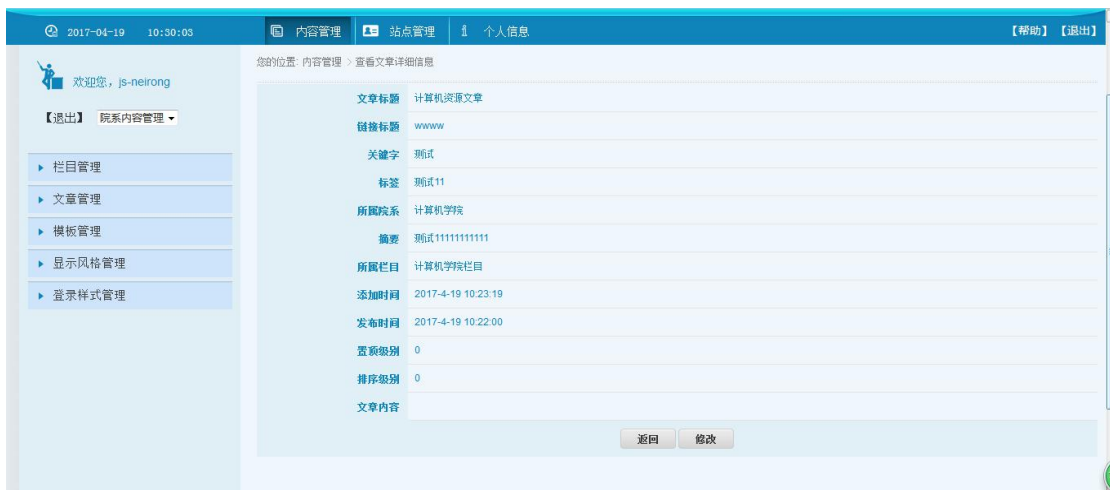 2017-04-19 10:30:03 内容管理 站点管理 个人信息 【帮助】 【退出】
您的位置: 内容管理 > 查看文章详细信息
欢迎您，js-neirong
【退出】 院系内容管理
栏目管理
文章管理
模板管理
显示风格管理
登录样式管理
文章标题 计算机资源文章
链接标题 wwww
关键字 测试
标签 测试11
所属院系 计算机学院
摘要 测试11111111111
所属栏目 计算机学院栏目
添加时间 2017-4-19 10:23:19
发布时间 2017-4-19 10:22:00
置顶级别 0
排序级别 0
文章内容
返回 修改